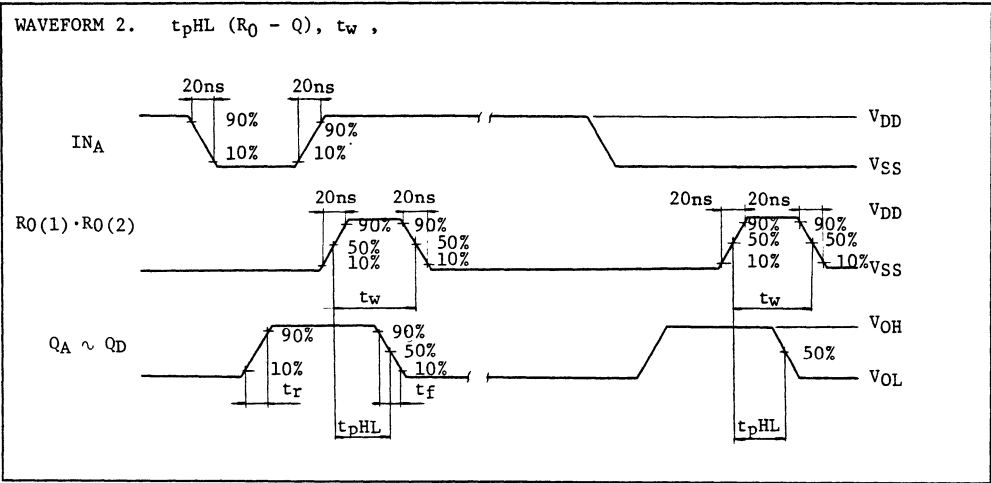 WAVEFORM 2. tpHL (R0 - Q), tw ,
20ns 20ns
90% 90% VDD
INA
10% 10% VSS
20ns 20ns 20ns 20ns VDD
R0(1)·R0(2)
90% 90% 90% 90%
50% 50% 50% 50%
10% 10% 10% 10% VSS
tw tw
VOH
QA ~ QD
90% 90%
50% 50%
10% 10% VOL
tr tf
tpHL tpHL